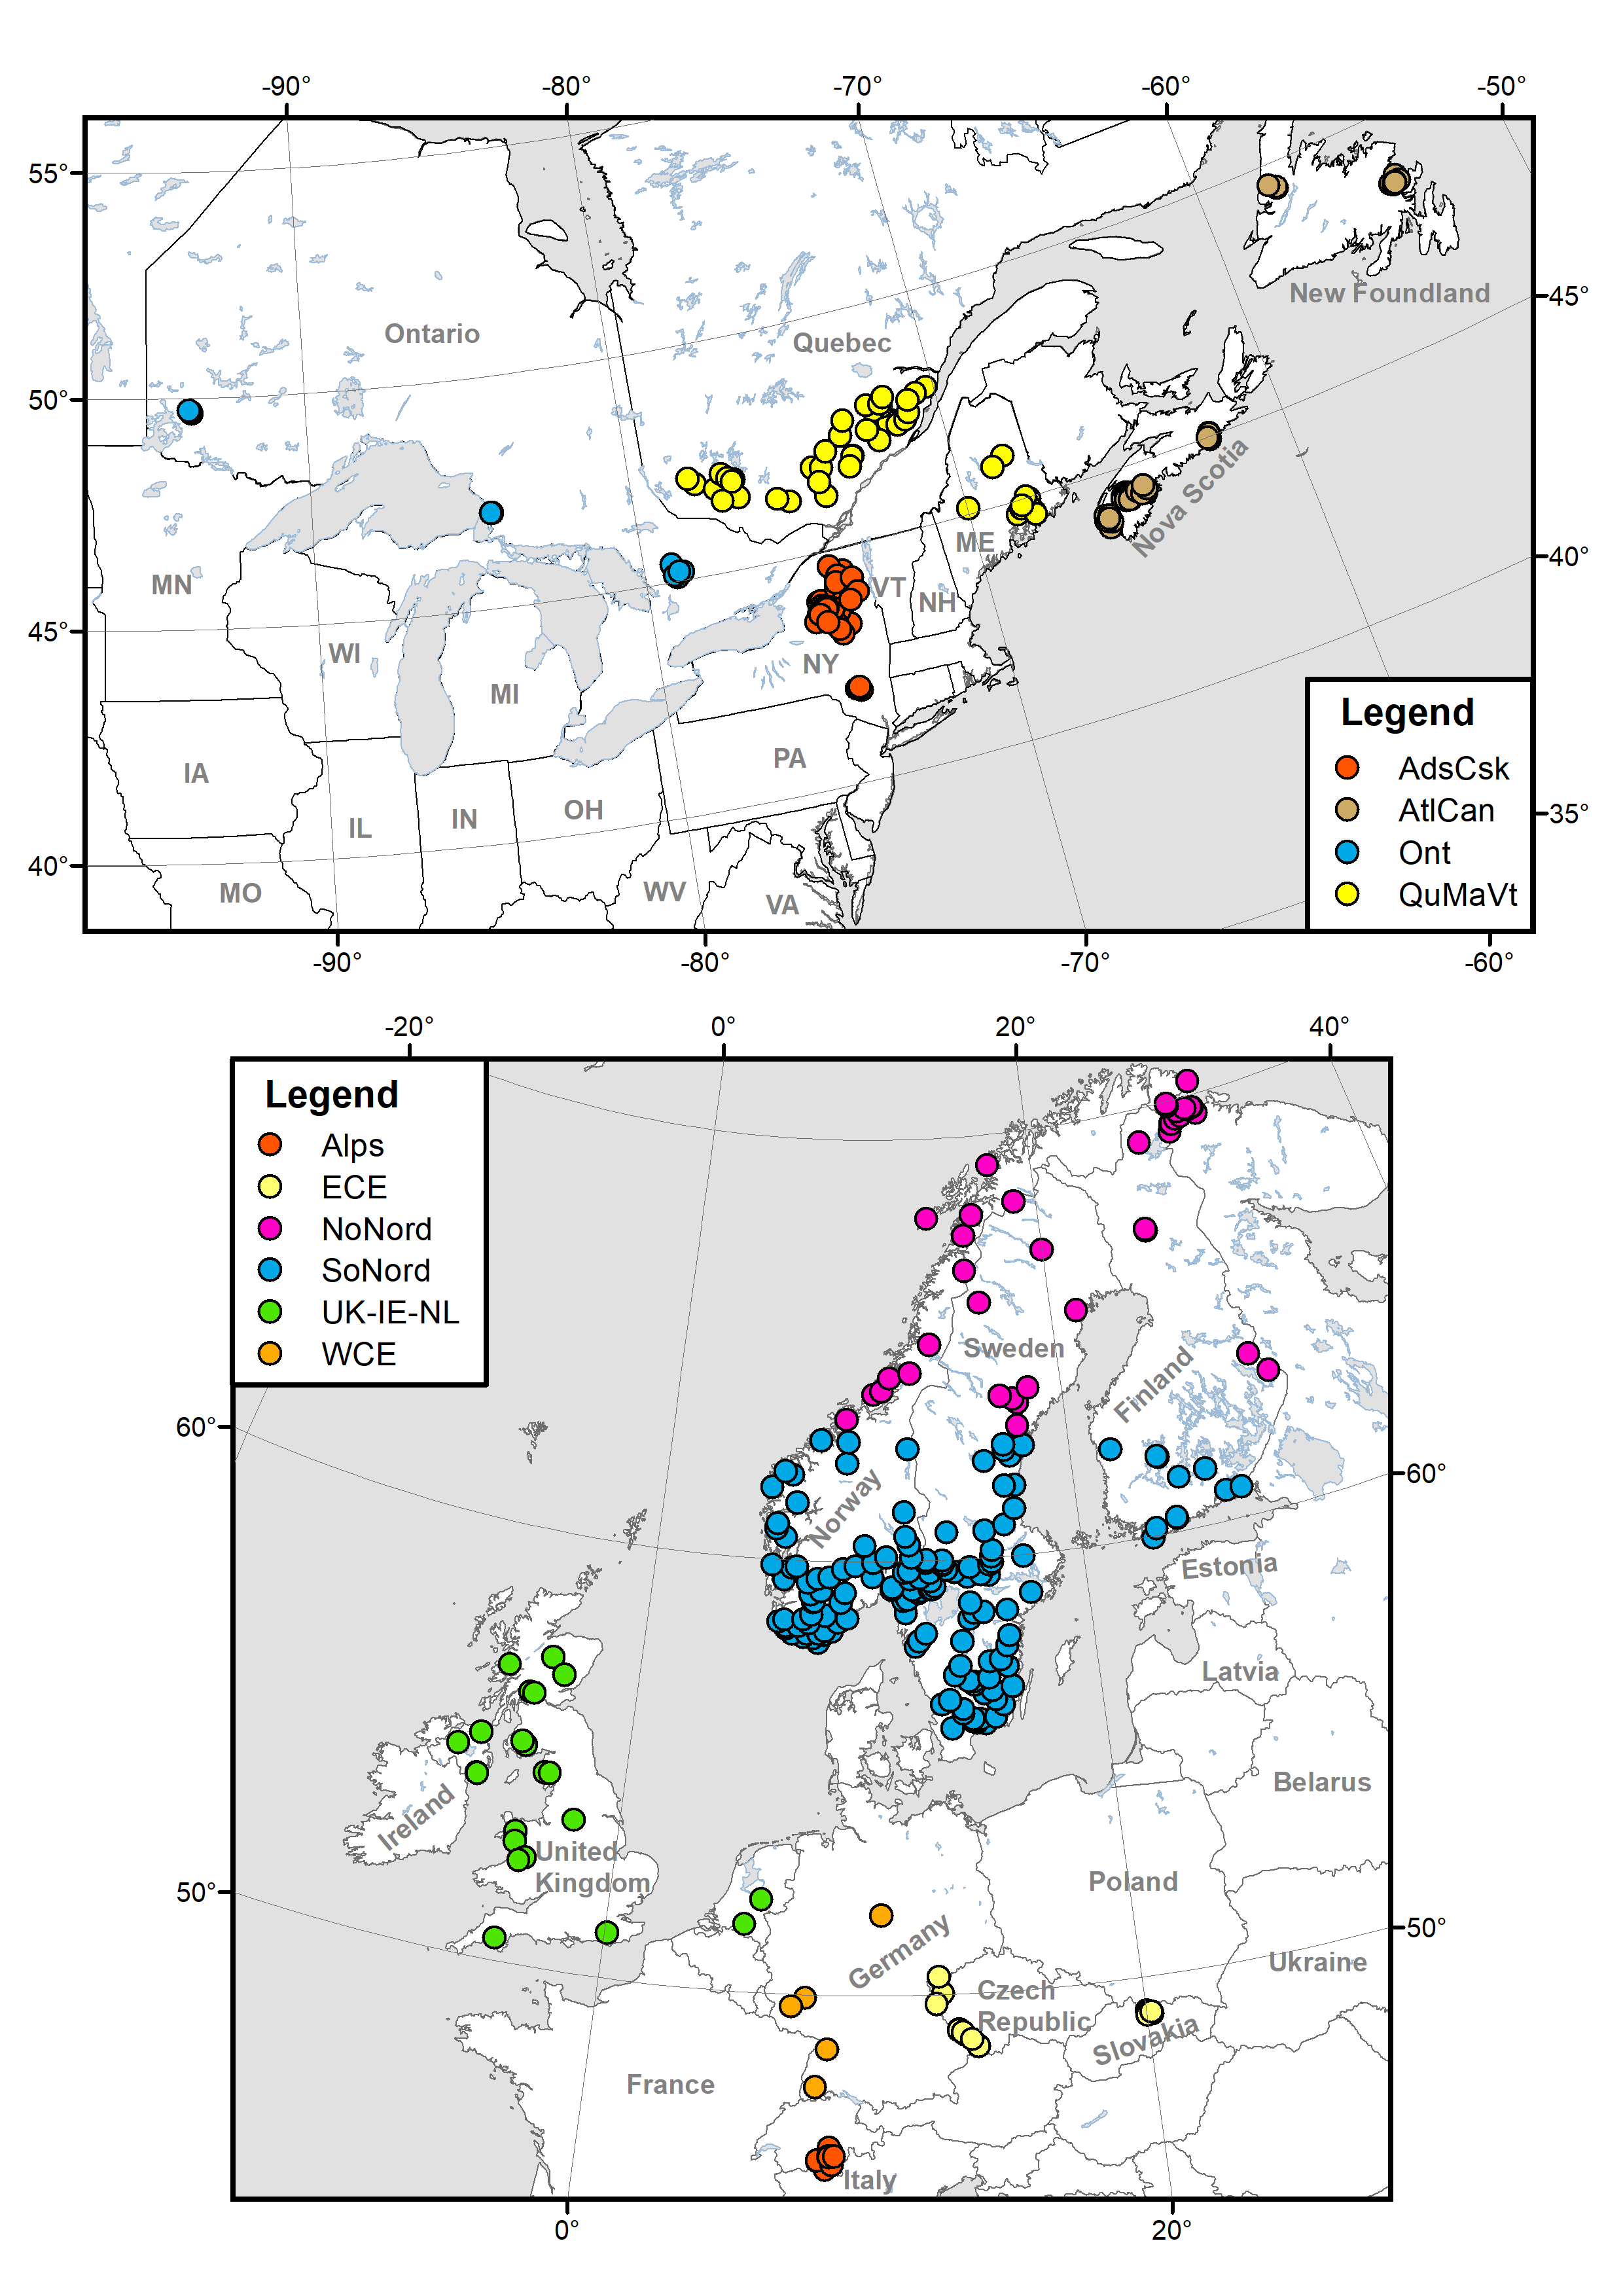 -90°
-80°
-70°
-60°
-50°
55°
50°
45°
40°
45°
40°
35°
Ontario
Quebec
New Foundland
Nova Scotia
MN
WI
MI
IA
IL
IN
OH
MO
WV
VA
PA
NY
VT
NH
ME
Legend
AdsCsk
AtlCan
Ont
QuMaVt
-90°
-80°
-70°
-60°
-20°
0°
20°
40°
Legend
Alps
ECE
NoNord
SoNord
UK-IE-NL
WCE
60°
50°
60°
50°
Sweden
Finland
Norway
Estonia
Latvia
Belarus
Ireland
United
Kingdom
Poland
Germany
Ukraine
Czech
Republic
Slovakia
France
Italy
0°
20°